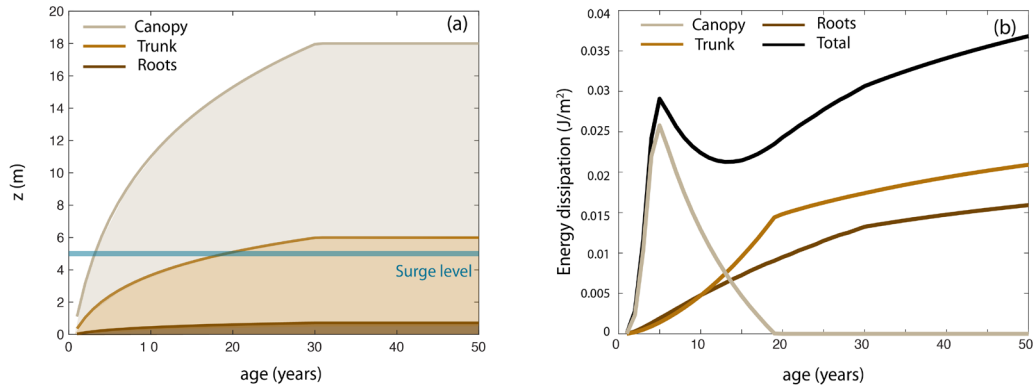 (a)
Canopy
Trunk
Roots
20
18
16
14
12
10
8
6
4
2
0
z (m)
Surge level
0
1 0
20
30
40
50
age (years)
(b)
Canopy
Roots
Trunk
Total
0.04
0.035
0.03
0.025
0.02
0.015
0.01
0.005
0
Energy dissipation (J/m²)
0
10
20
30
40
50
age (years)